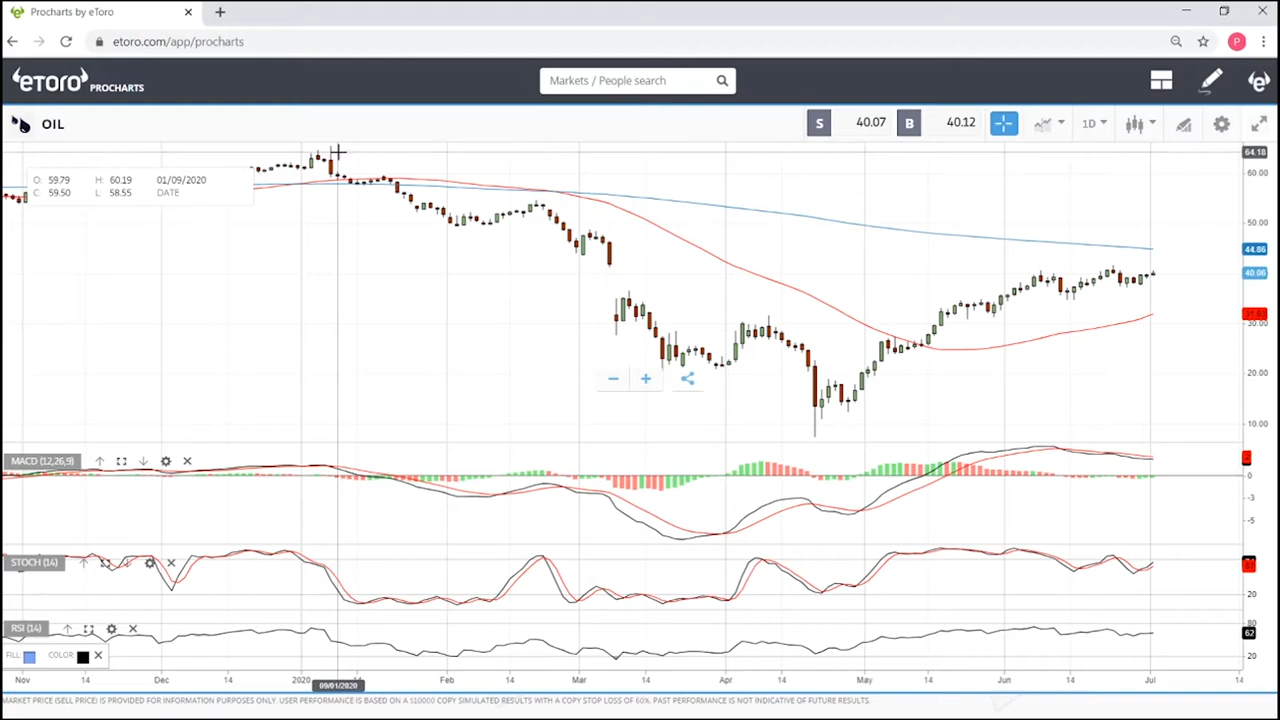 Procharts by eToro
etoro.com/app/procharts
P
eTORO PROCHARTS
Markets / People search
OIL
S 40.07 B 40.12
1D
64.18
O: 59.79 H: 60.19 01/09/2020
C: 59.50 L: 58.55 DATE
60.00
50.00
44.86
40.06
30.00
20.00
10.00
MACD (12,26,9)
0
-3
-5
STOCH (14)
20
RSI (14)
80
62
20
FILL: COLOR:
Nov Dec 2020 14 Feb 14 Mar 14 Apr 14 May 14 Jun 14 Jul 14
09/01/2020
MARKET PRICE (SELL PRICE) IS PROVIDED FOR INFORMATION PURPOSES ONLY. USER PERFORMANCE IS BASED ON A $10000 COPY SIMULATED RESULTS WITH A COPY STOP LOSS OF 60%. PAST PERFORMANCE IS NOT INDICATIVE OF FUTURE RESULTS.